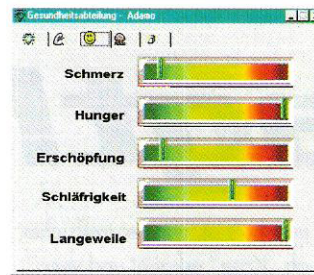 Gesundheitsabteilung - Adamo
Schmerz
Hunger
Erschöpfung
Schläfrigkeit
Langeweile